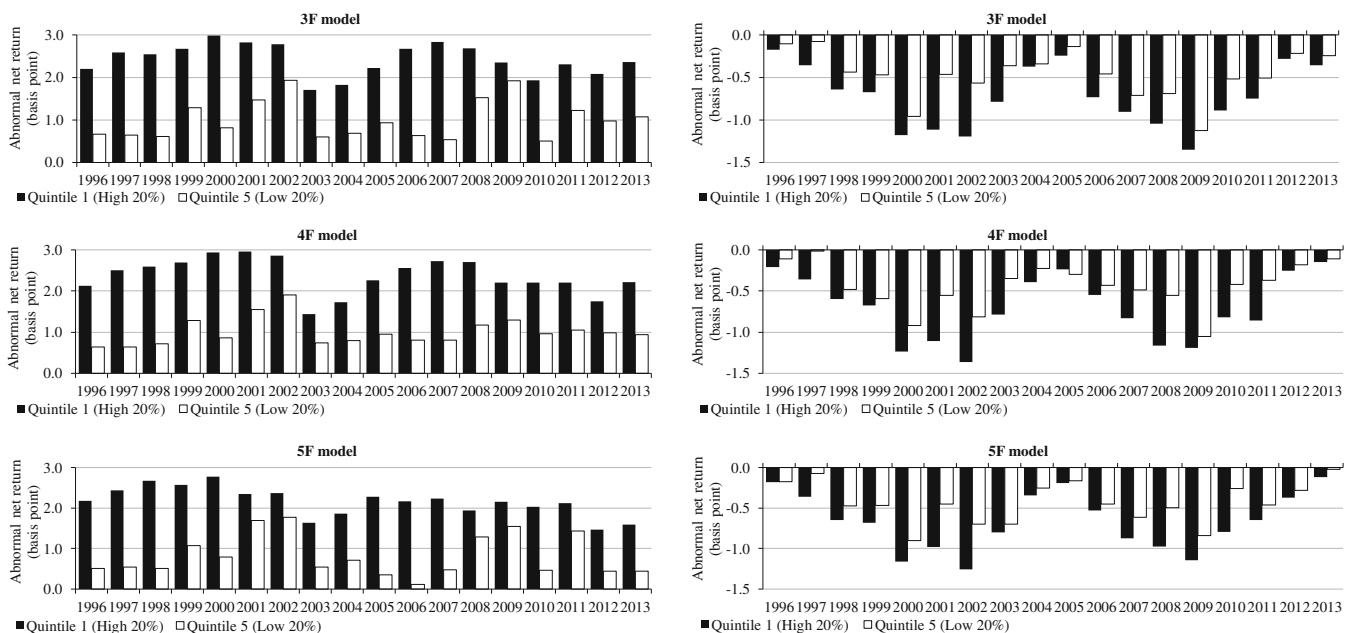 3F model
Abnormal net return
(basis point)
3.0
2.0
1.0
0.0
1996 1997 1998 1999 2000 2001 2002 2003 2004 2005 2006 2007 2008 2009 2010 2011 2012 2013
Quintile 1 (High 20%) Quintile 5 (Low 20%)
3F model
Abnormal net return
(basis point)
0.0
-0.5
-1.0
-1.5
1996 1997 1998 1999 2000 2001 2002 2003 2004 2005 2006 2007 2008 2009 2010 2011 2012 2013
Quintile 1 (High 20%) Quintile 5 (Low 20%)
4F model
Abnormal net return
(basis point)
3.0
2.0
1.0
0.0
1996 1997 1998 1999 2000 2001 2002 2003 2004 2005 2006 2007 2008 2009 2010 2011 2012 2013
Quintile 1 (High 20%) Quintile 5 (Low 20%)
4F model
Abnormal net return
(basis point)
0.0
-0.5
-1.0
-1.5
1996 1997 1998 1999 2000 2001 2002 2003 2004 2005 2006 2007 2008 2009 2010 2011 2012 2013
Quintile 1 (High 20%) Quintile 5 (Low 20%)
5F model
Abnormal net return
(basis point)
3.0
2.0
1.0
0.0
1996 1997 1998 1999 2000 2001 2002 2003 2004 2005 2006 2007 2008 2009 2010 2011 2012 2013
Quintile 1 (High 20%) Quintile 5 (Low 20%)
5F model
Abnormal net return
(basis point)
0.0
-0.5
-1.0
-1.5
1996 1997 1998 1999 2000 2001 2002 2003 2004 2005 2006 2007 2008 2009 2010 2011 2012 2013
Quintile 1 (High 20%) Quintile 5 (Low 20%)